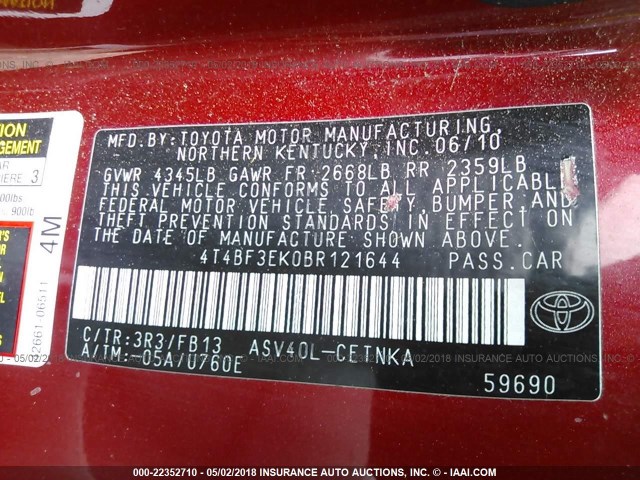 MFD.BY:TOYOTA MOTOR MANUFACTURING,
NORTHERN KENTUCKY, INC. 06/10
GVWR 4345LB GAWR FR 2668LB RR 2359LB
THIS VEHICLE CONFORMS TO ALL APPLICABLE
FEDERAL MOTOR VEHICLE SAFETY, BUMPER, AND
THEFT PREVENTION STANDARDS IN EFFECT ON
THE DATE OF MANUFACTURE SHOWN ABOVE.
4T4BF3EK0BR121644 PASS.CAR
C/TR:3R3/FB13 ASV40L-CETNKA
A/TM:-05A/U760E
59690
TOYOTA
3
900lbs
4M
000-22352710 - 05/02/2018 INSURANCE AUTO AUCTIONS, INC. © - IAAI.COM